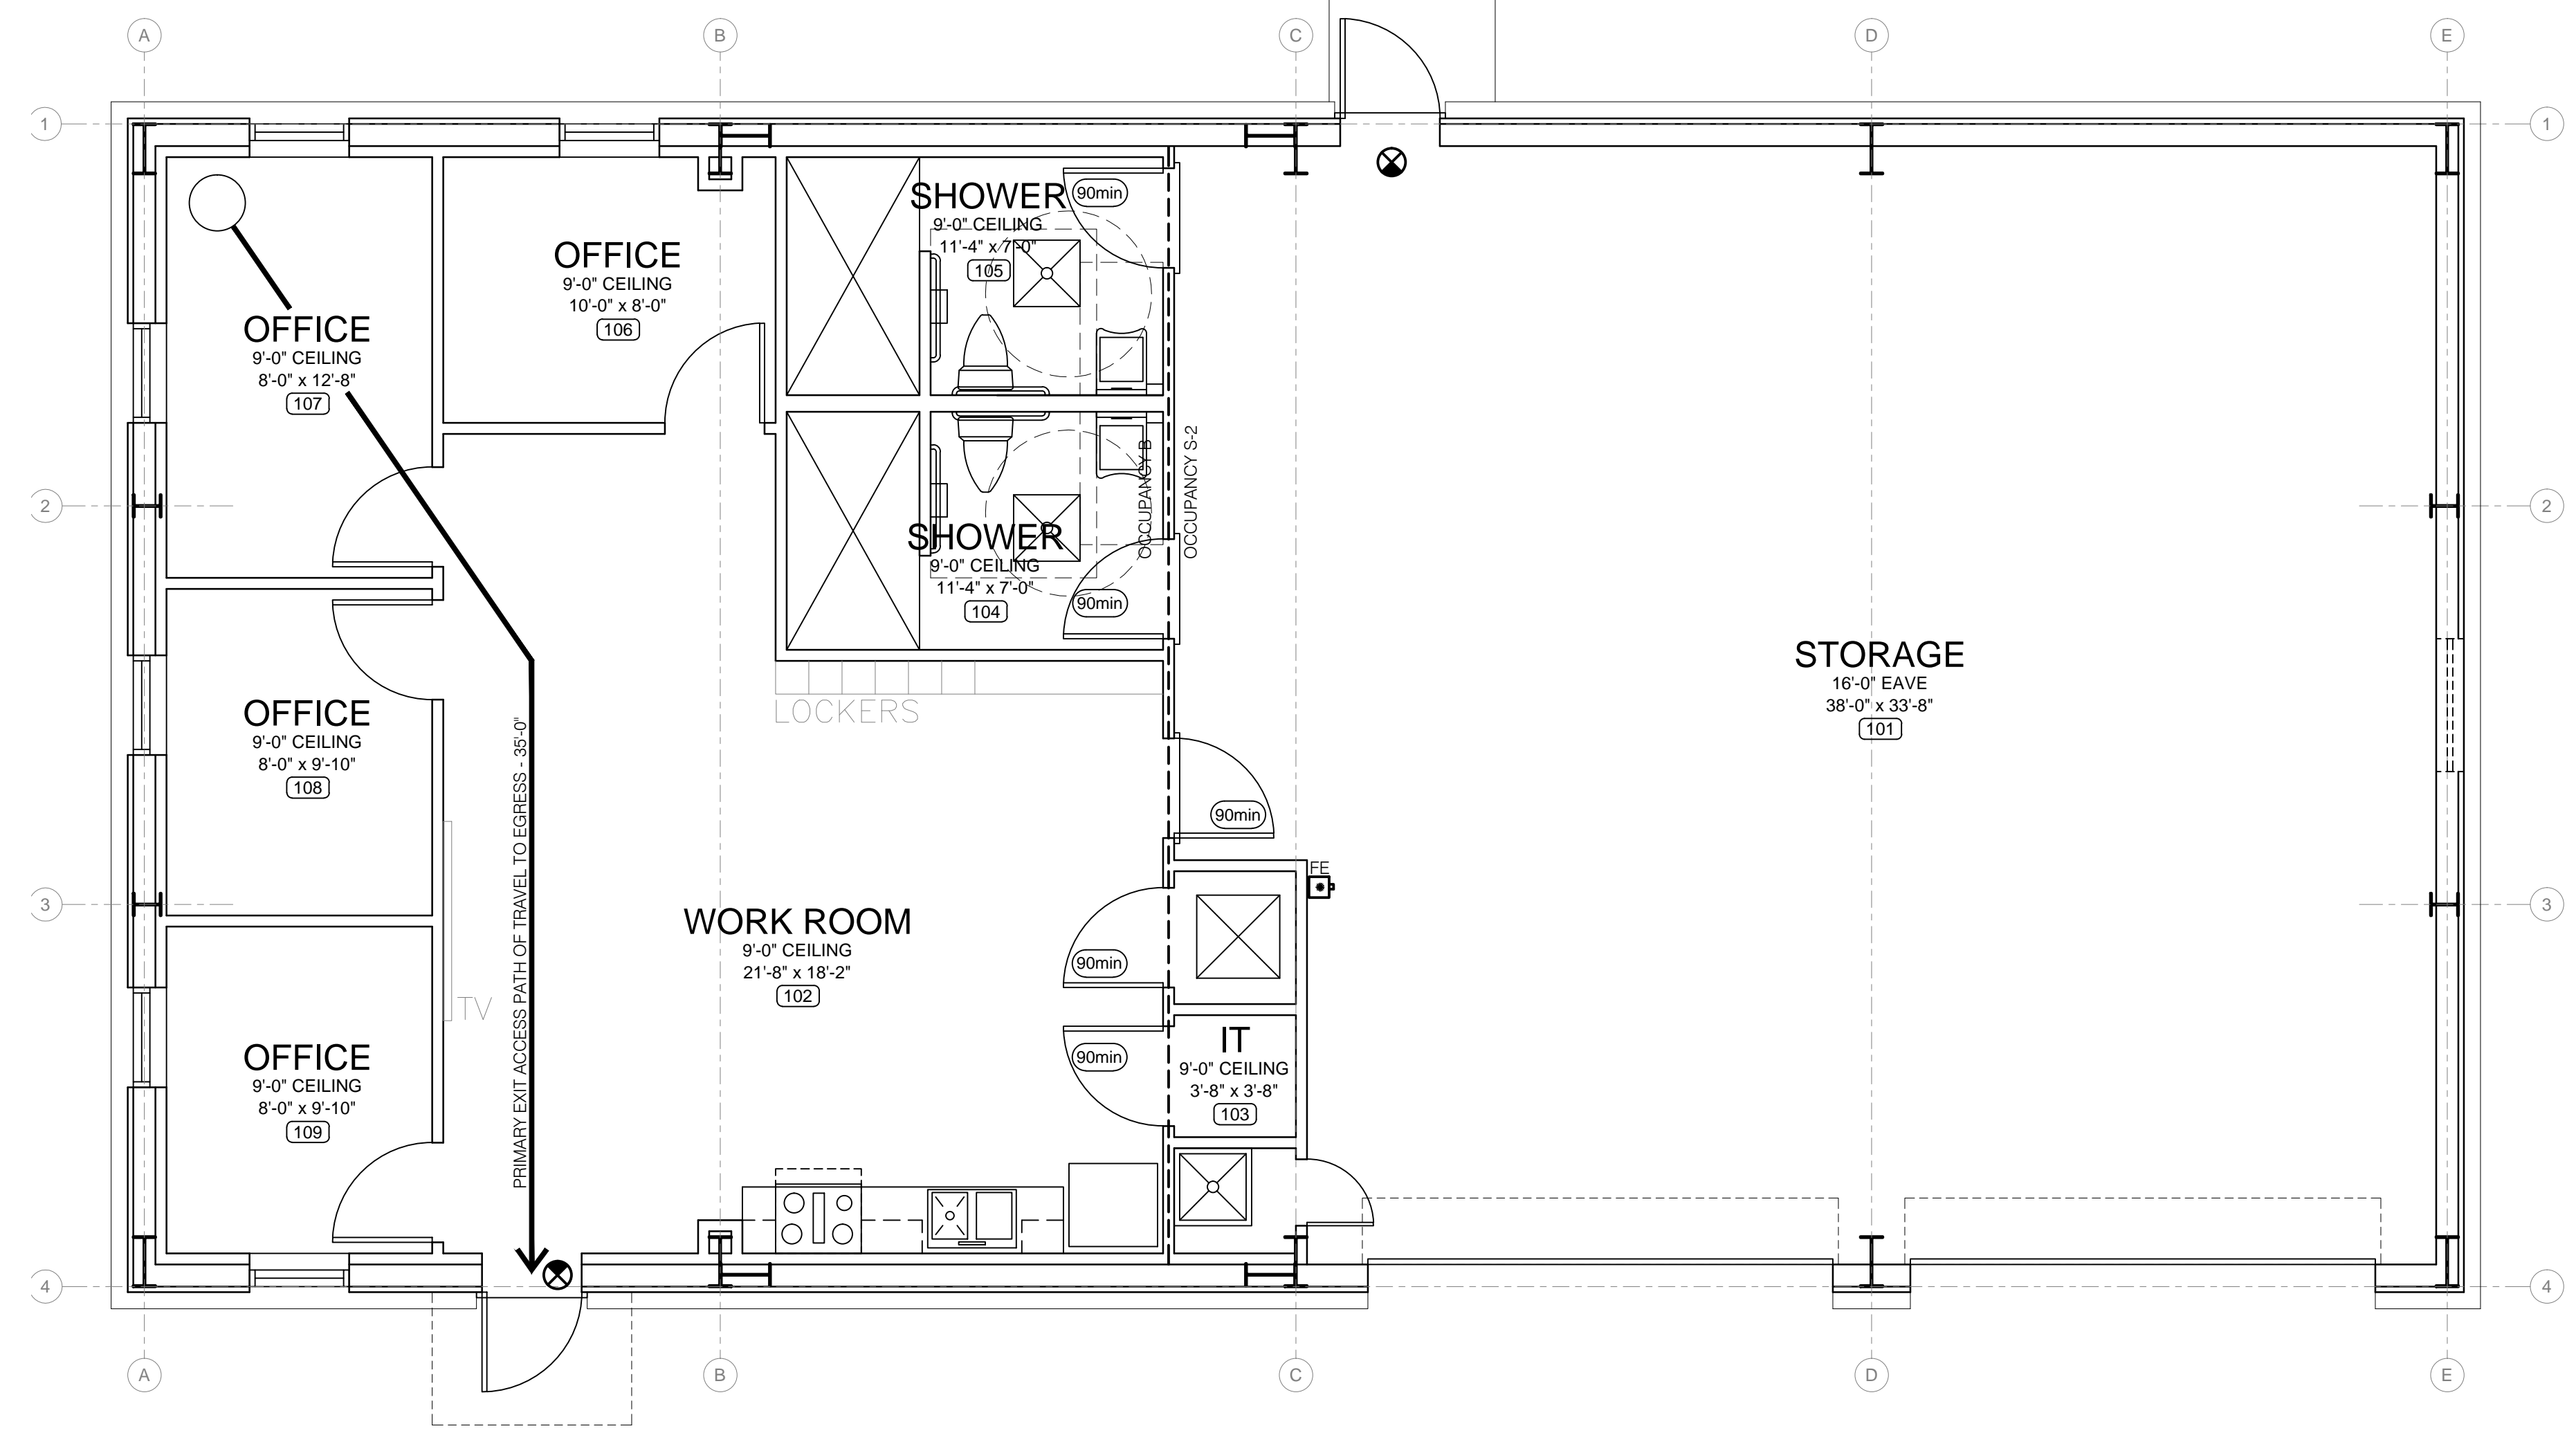 A
B
C
D
E
1
1
SHOWER
9'-0" CEILING
11'-4" x 7'-0"
105
90min
OFFICE
9'-0" CEILING
10'-0" x 8'-0"
106
OFFICE
9'-0" CEILING
8'-0" x 12'-8"
107
OCCUPANCY B
OCCUPANCY S-2
2
2
SHOWER
9'-0" CEILING
11'-4" x 7'-0"
104
90min
STORAGE
16'-0" EAVE
38'-0" x 33'-8"
101
LOCKERS
OFFICE
9'-0" CEILING
8'-0" x 9'-10"
108
PRIMARY EXIT ACCESS PATH OF TRAVEL TO EGRESS - 35'-0"
90min
FE
3
3
WORK ROOM
9'-0" CEILING
21'-8" x 18'-2"
102
90min
TV
IT
9'-0" CEILING
3'-8" x 3'-8"
103
90min
OFFICE
9'-0" CEILING
8'-0" x 9'-10"
109
4
4
A
B
C
D
E